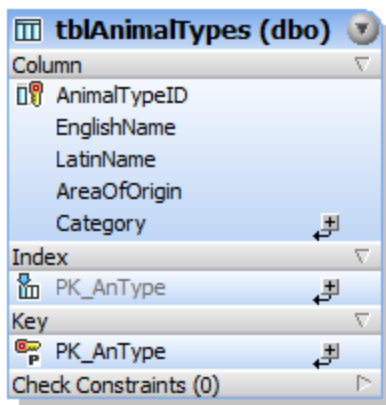 tblAnimalTypes (dbo)
Column
AnimalTypeID
EnglishName
LatinName
AreaOfOrigin
Category
Index
PK_AnType
Key
P PK_AnType
Check Constraints (0)